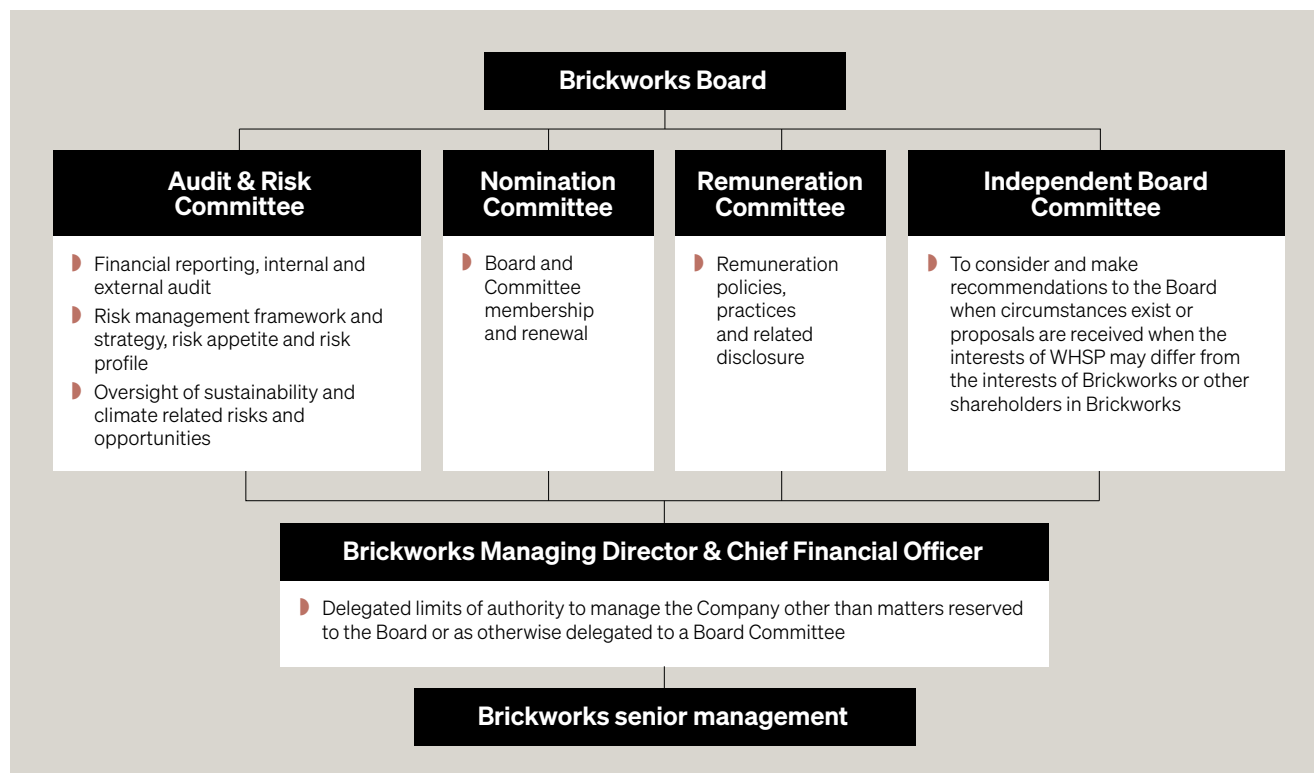 Brickworks Board
Audit & Risk
Committee
Financial reporting, internal and
external audit
Risk management framework and
strategy, risk appetite and risk
profile
Oversight of sustainability and
climate related risks and
opportunities
Nomination
Committee
Board and
Committee
membership
and renewal
Remuneration
Committee
Remuneration
policies,
practices
and related
disclosure
Independent Board
Committee
To consider and make
recommendations to the Board
when circumstances exist or
proposals are received when the
interests of WHSP may differ from
the interests of Brickworks or other
shareholders in Brickworks
Brickworks Managing Director & Chief Financial Officer
Delegated limits of authority to manage the Company other than matters reserved
to the Board or as otherwise delegated to a Board Committee
Brickworks senior management